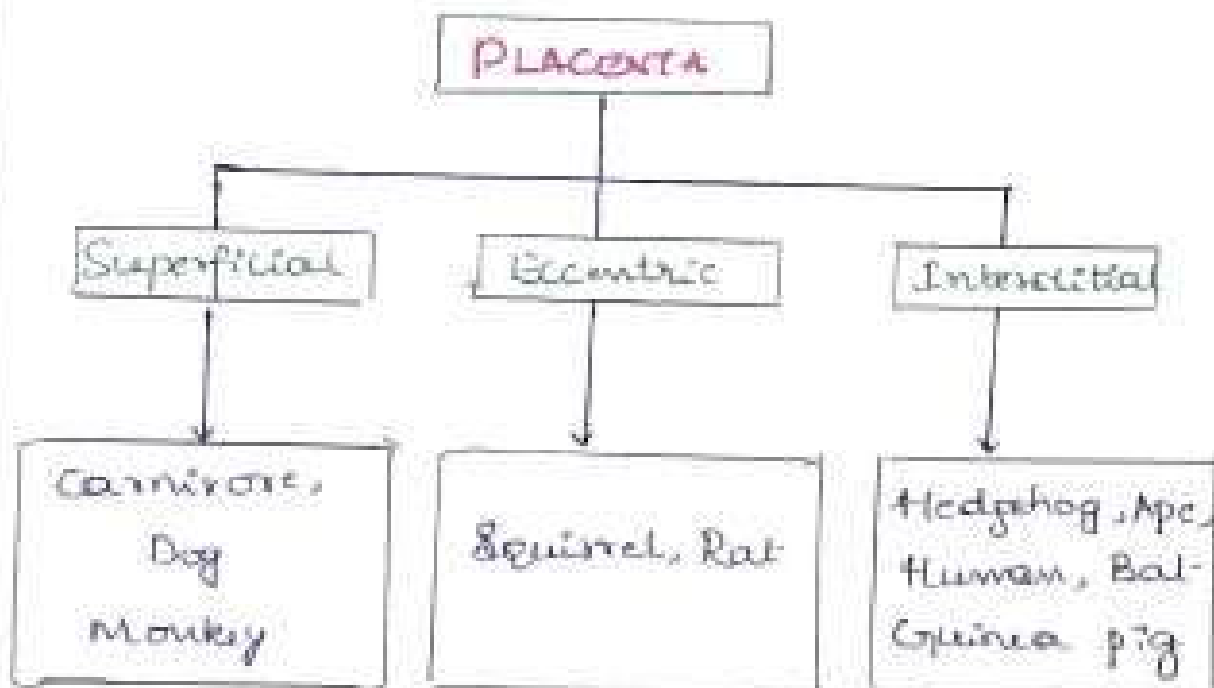 PLACENTA
Superficial
Eccentric
Interstitial
Carnivore,
Dog
Monkey
Squirrel, Rat
Hedgehog, Ape,
Human, Bat
Guinea pig